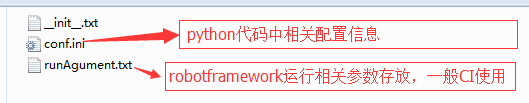 __init__.txt
conf.ini
python代码中相关配置信息
runAgument.txt
robotframework运行相关参数存放，一般CI使用